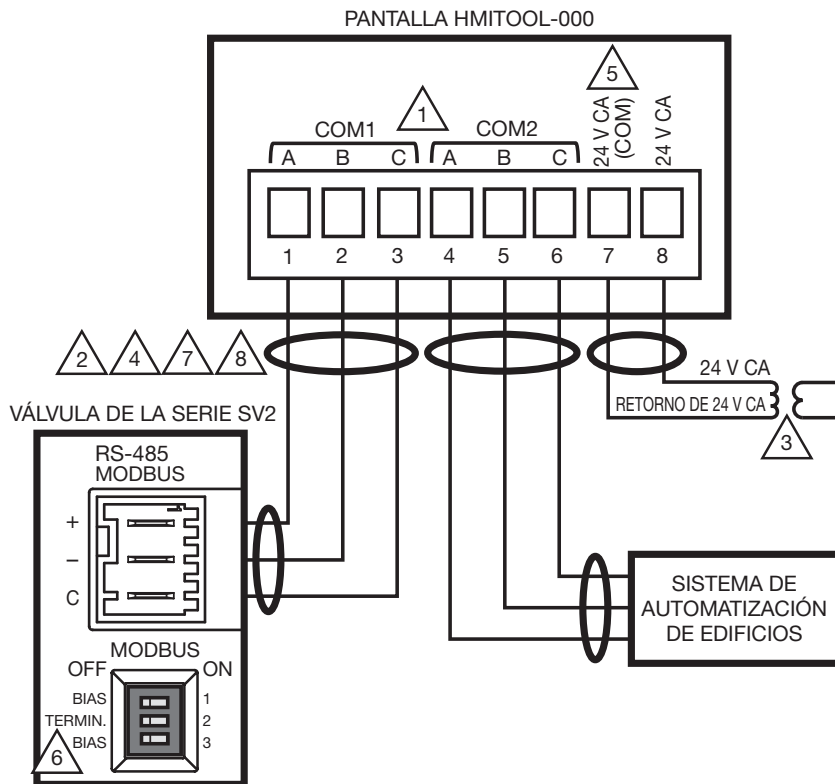 PANTALLA HMITOOL-000
5
1
COM1
COM2
24 V CA
(COM)
24 V CA
A B C A B C
1 2 3 4 5 6 7 8
2 4 7 8
24 V CA
RETORNO DE 24 V CA
3
VÁLVULA DE LA SERIE SV2
RS-485
MODBUS
+
–
C
SISTEMA DE
AUTOMATIZACIÓN
DE EDIFICIOS
MODBUS
OFF ON
BIAS 1
TERMIN. 2
BIAS 3
6